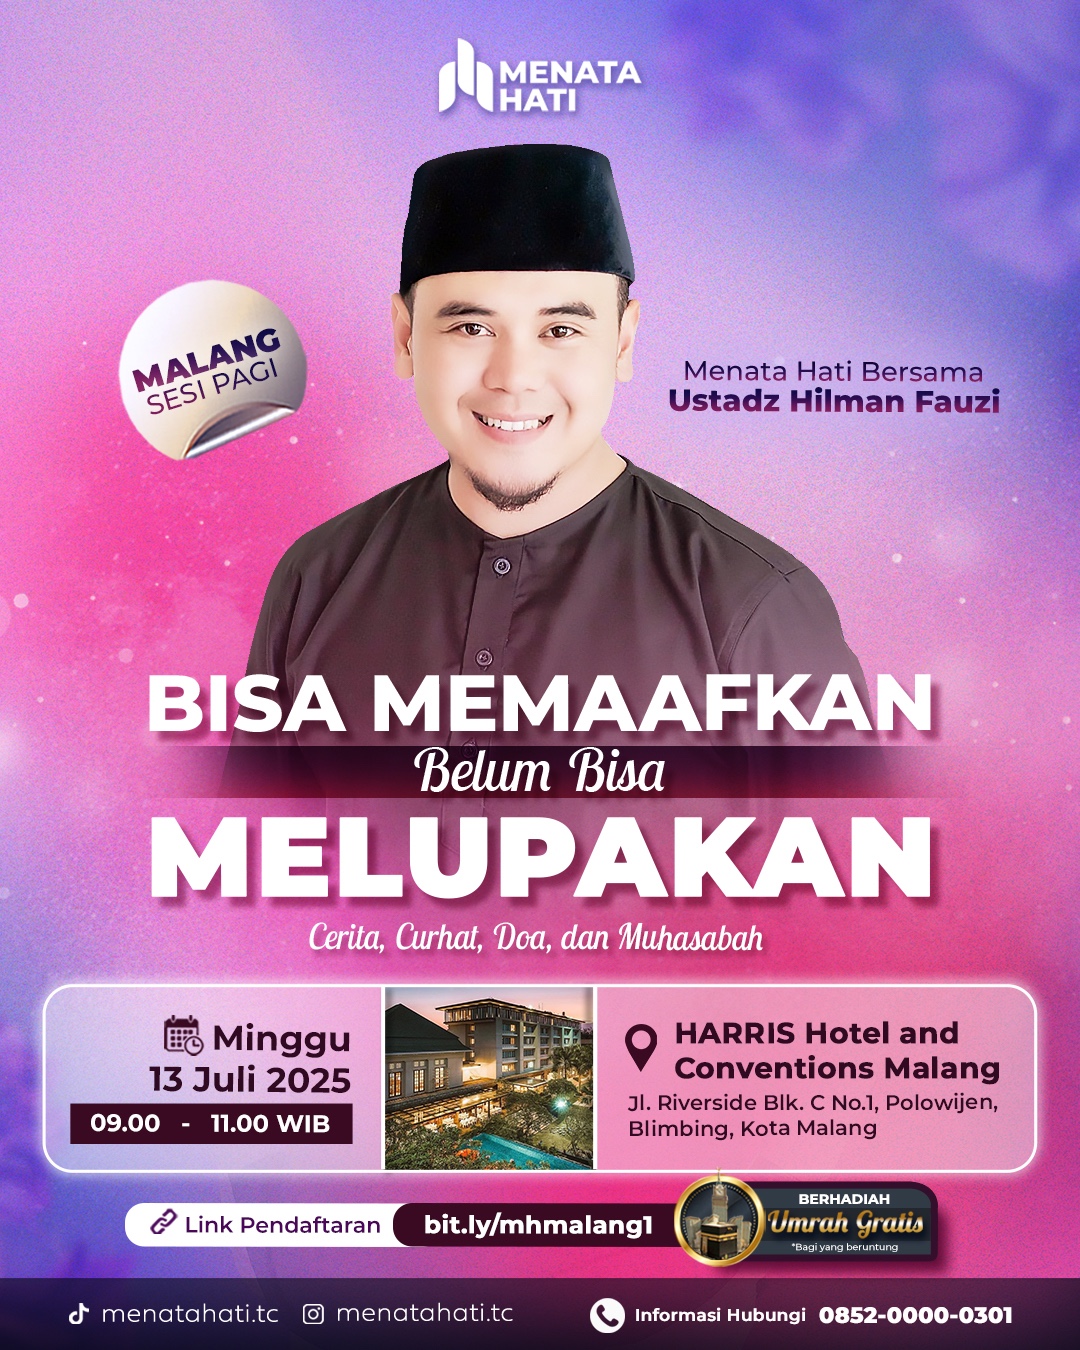 MENATA
HATI
MALANG
SESI PAGI
Menata Hati Bersama
Ustadz Hilman Fauzi
BISA MEMAAFKAN
Belum Bisa
MELUPAKAN
Cerita, Curhat, Doa, dan Muhasabah
Minggu
13 Juli 2025
09.00 - 11.00 WIB
HARRIS Hotel and
Conventions Malang
Jl. Riverside Blk. C No.1, Polowijen,
Blimbing, Kota Malang
Link Pendaftaran bit.ly/mhmalang1
BERHADIAH
Umrah Gratis
*Bagi yang beruntung
menatahati.tc menatahati.tc Informasi Hubungi 0852-0000-0301